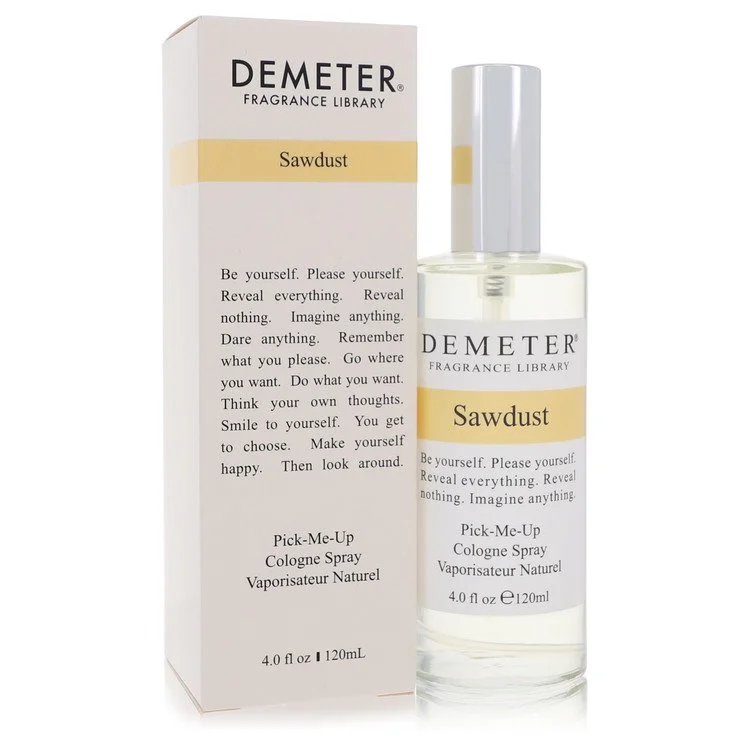 DEMETER®
FRAGRANCE LIBRARY
Sawdust
Be yourself. Please yourself.
Reveal everything. Reveal
nothing. Imagine anything.
Dare anything. Remember
what you please. Go where
you want. Do what you want.
Think your own thoughts.
Smile to yourself. You get
to choose. Make yourself
happy. Then look around.
Pick-Me-Up
Cologne Spray
Vaporisateur Naturel
4.0 fl oz 120mL
DEMETER®
FRAGRANCE LIBRARY
Sawdust
Be yourself. Please yourself.
Reveal everything. Reveal
nothing. Imagine anything.
Pick-Me-Up
Cologne Spray
Vaporisateur Naturel
4.0 fl oz ℮120ml